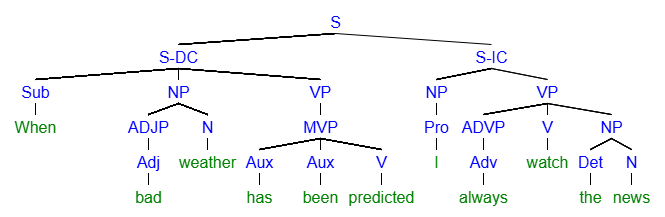 S
S-DC S-IC
Sub NP VP NP VP
When ADJP N MVP Pro ADVP V NP
Adj weather Aux Aux V I Adv watch Det N
bad has been predicted always the news